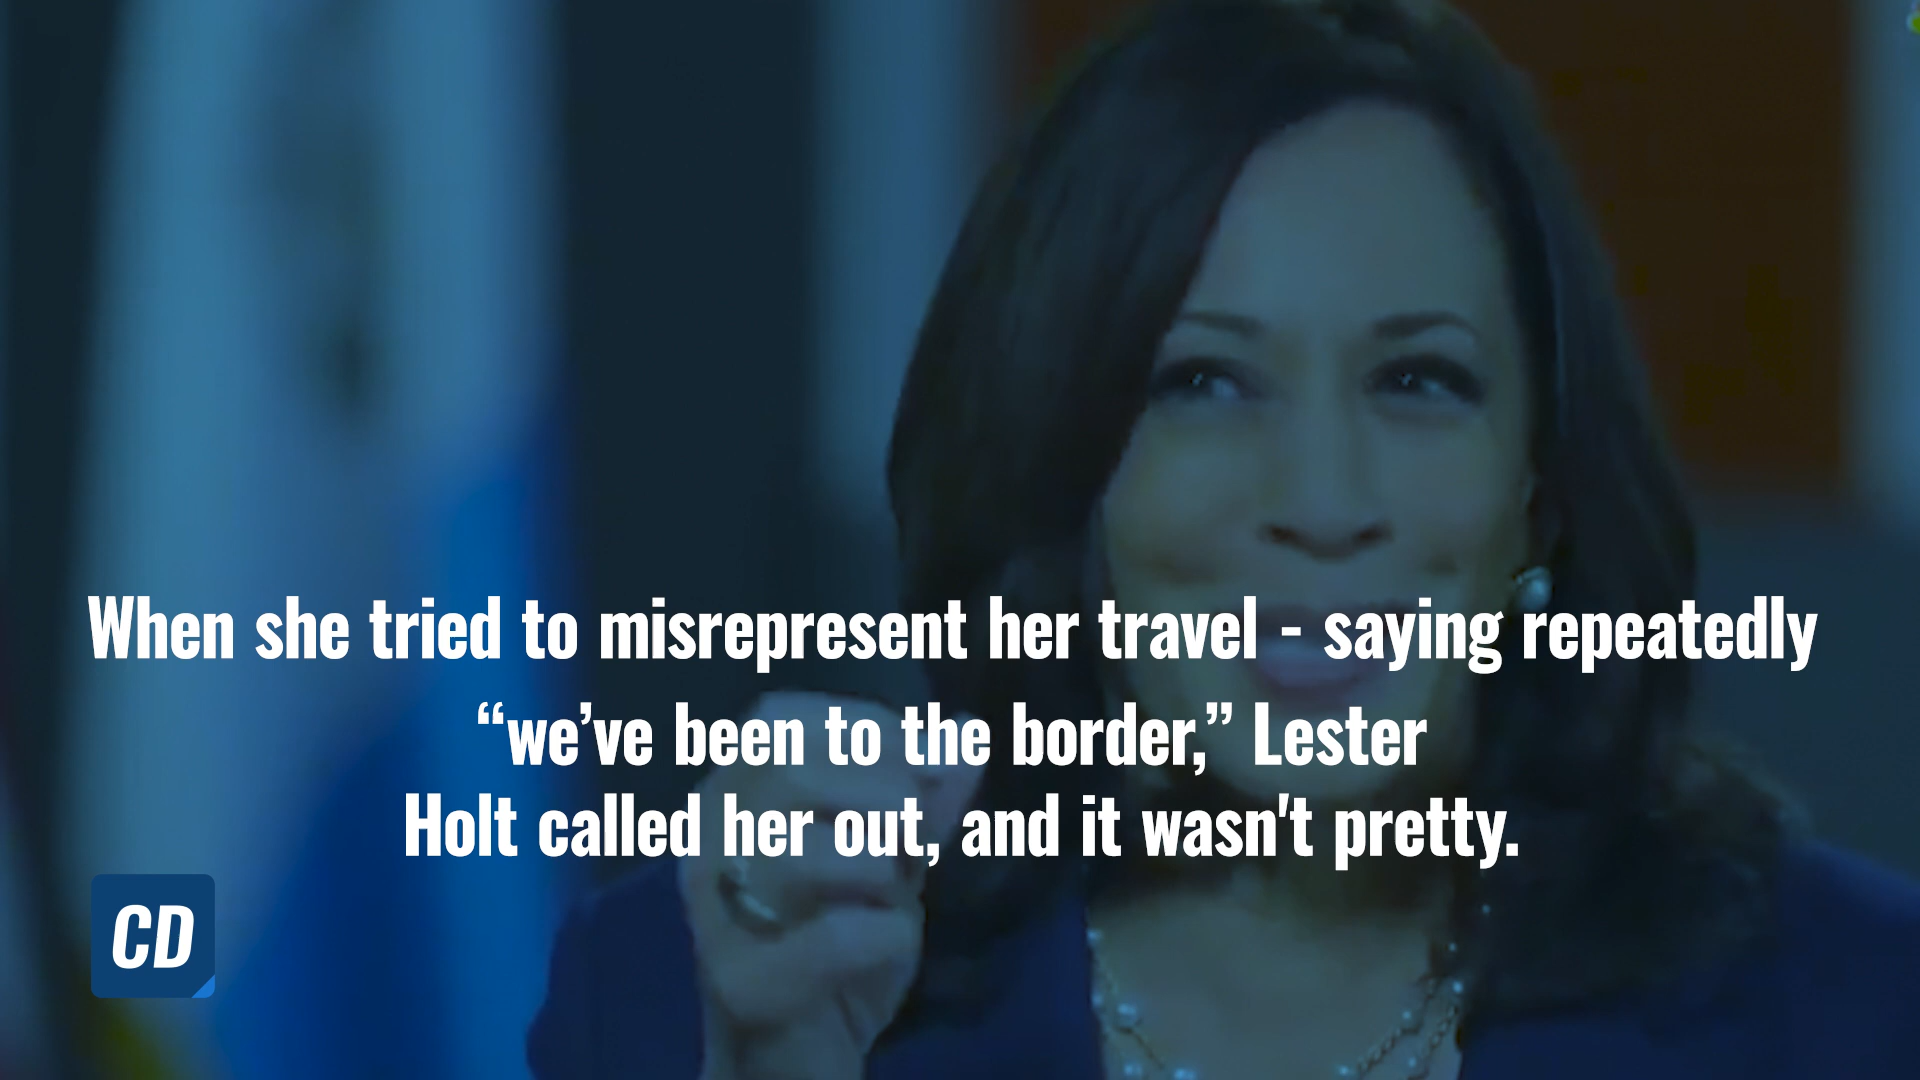 When she tried to misrepresent her travel - saying repeatedly
“we’ve been to the border,” Lester
Holt called her out, and it wasn't pretty.
CD